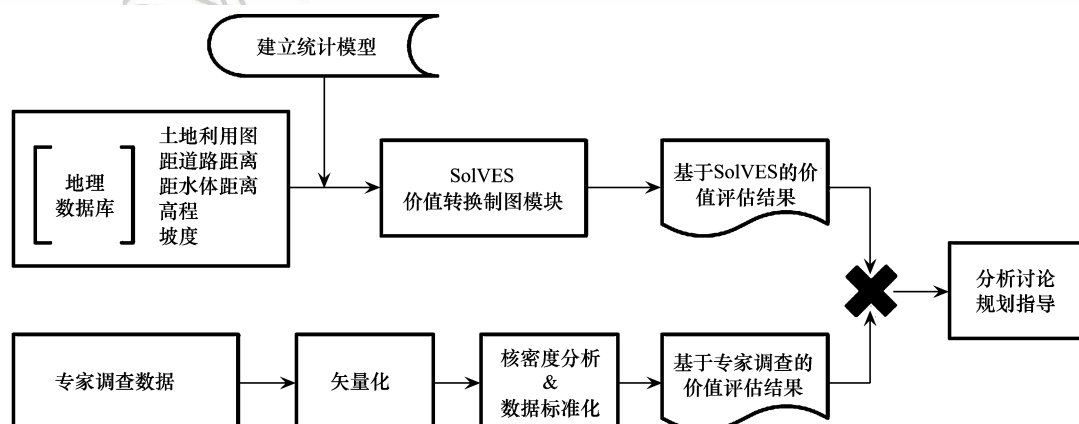 建立统计模型
地理
数据库
土地利用图
距道路距离
距水体距离
高程
坡度
SolVES
价值转换制图模块
基于SolVES的价
值评估结果
分析讨论
规划指导
专家调查数据
矢量化
核密度分析
&
数据标准化
基于专家调查的
价值评估结果